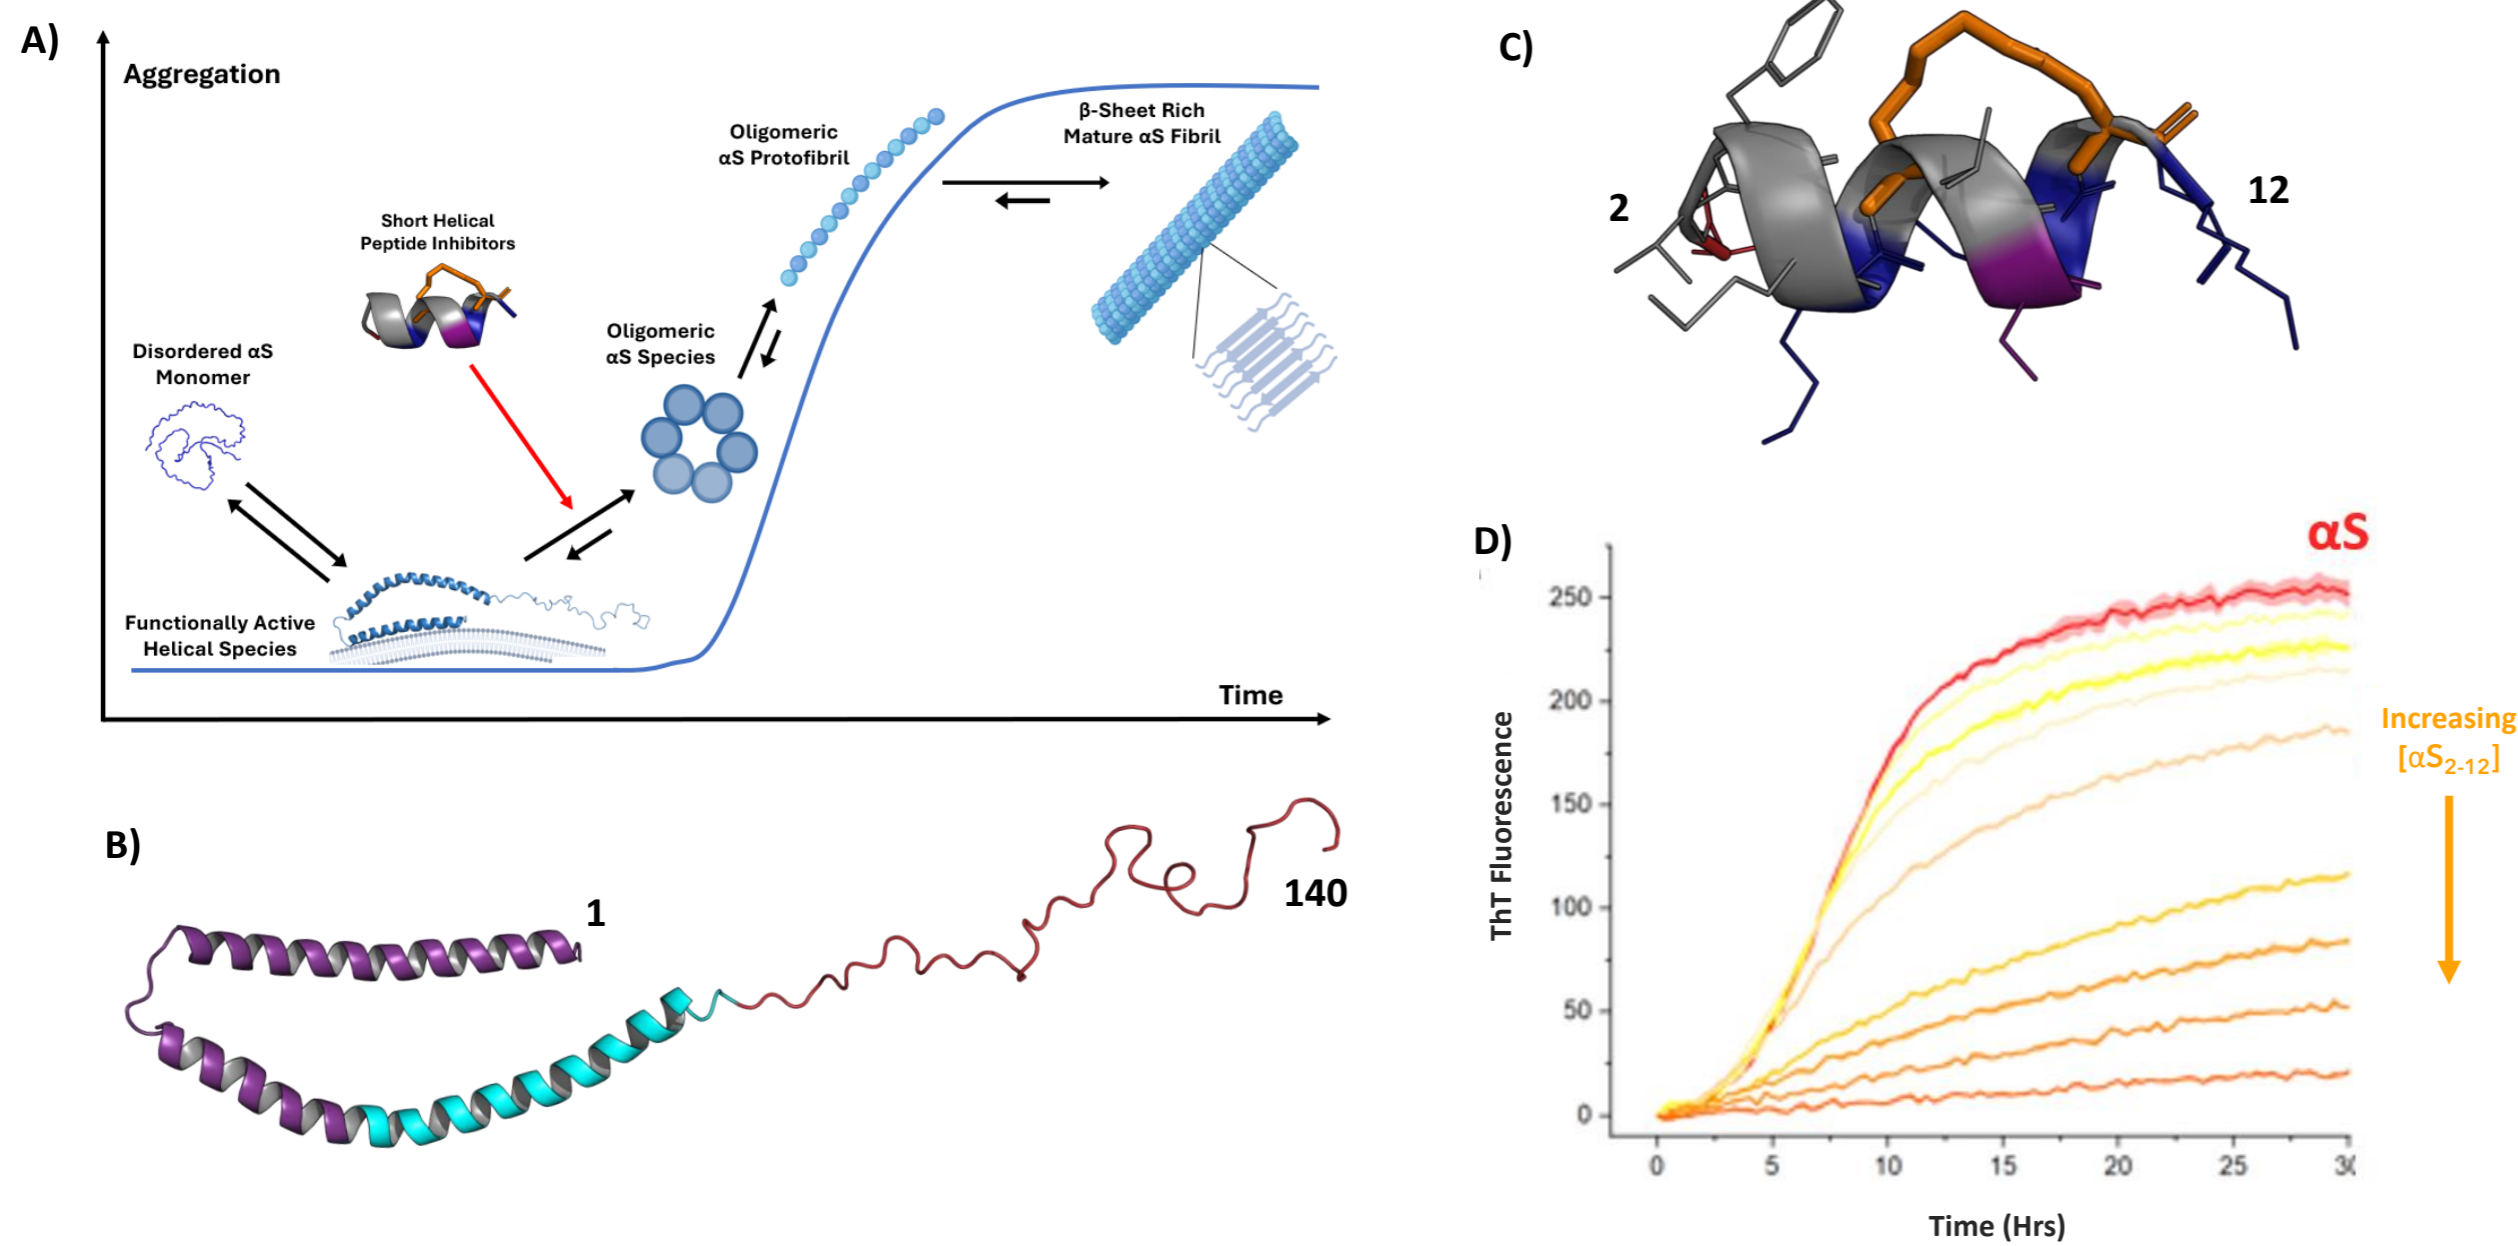 A)
Aggregation
Oligomeric
αS Protofibril
β-Sheet Rich
Mature αS Fibril
Short Helical
Peptide Inhibitors
Oligomeric
αS Species
Disordered αS
Monomer
Functionally Active
Helical Species
Time
B)
1
140
C)
2
12
D)
αS
250
200
150
100
50
0
ThT Fluorescence
0
5
10
15
20
25
Time (Hrs)
Increasing
[αS2-12]